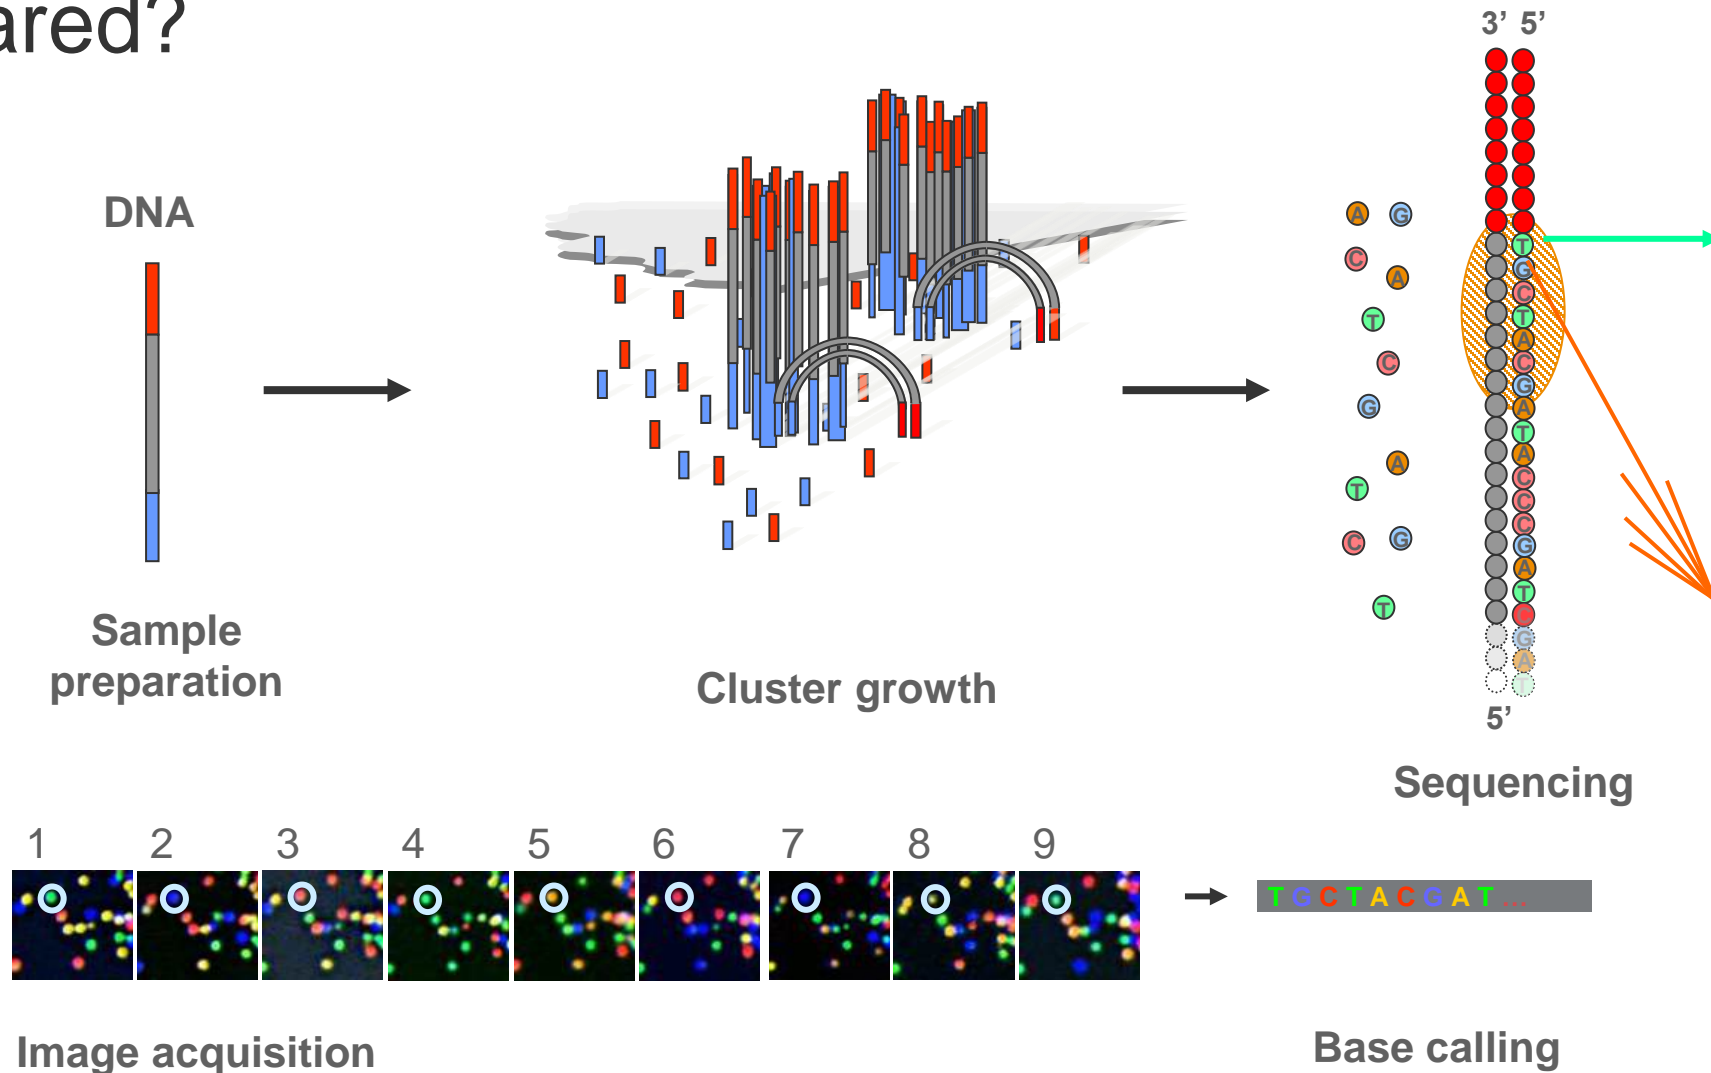 ared?
3’ 5’
DNA
A G
C
A
T
C
G
A
T
C G
T
T
G
C
T
A
C
G
A
T
A
C
C
C
G
A
T
C
G
A
T
5’
Sample
preparation
Cluster growth
Sequencing
1 2 3 4 5 6 7 8 9
TGCTACGAT...
Image acquisition
Base calling